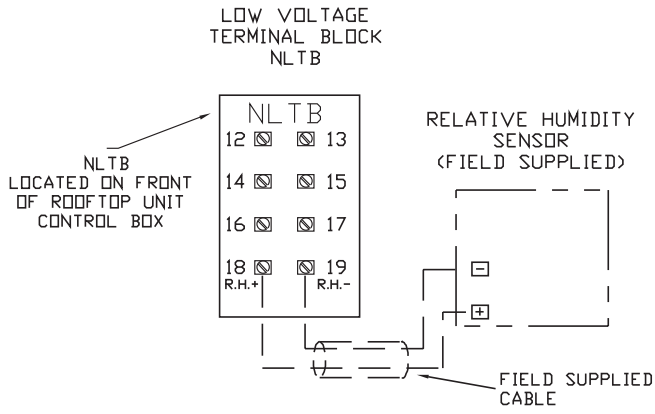 LOW VOLTAGE
TERMINAL BLOCK
NLTB
NLTB
12 13
14 15
16 17
18 19
R.H.+ R.H.-
NLTB
LOCATED ON FRONT
OF ROOFTOP UNIT
CONTROL BOX
RELATIVE HUMIDITY
SENSOR
(FIELD SUPPLIED)
-
+
FIELD SUPPLIED
CABLE